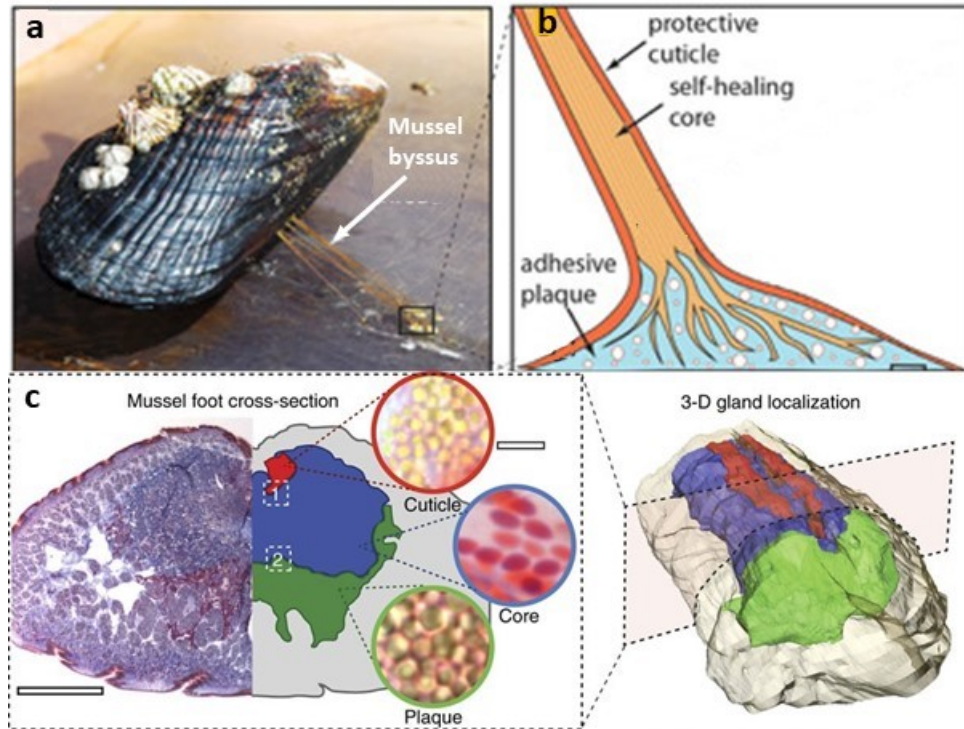 a
Mussel
byssus
b
protective
cuticle
self-healing
core
adhesive
plaque
c
Mussel foot cross-section
3-D gland localization
1
Cuticle
2
Core
Plaque